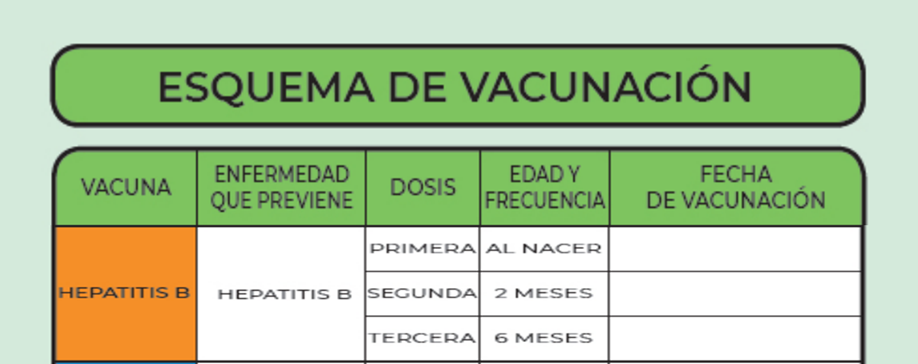 ESQUEMA DE VACUNACIÓN
VACUNA
ENFERMEDAD
QUE PREVIENE
DOSIS
EDAD Y
FRECUENCIA
FECHA
DE VACUNACIÓN
HEPATITIS B
HEPATITIS B
PRIMERA
AL NACER
SEGUNDA
2 MESES
TERCERA
6 MESES